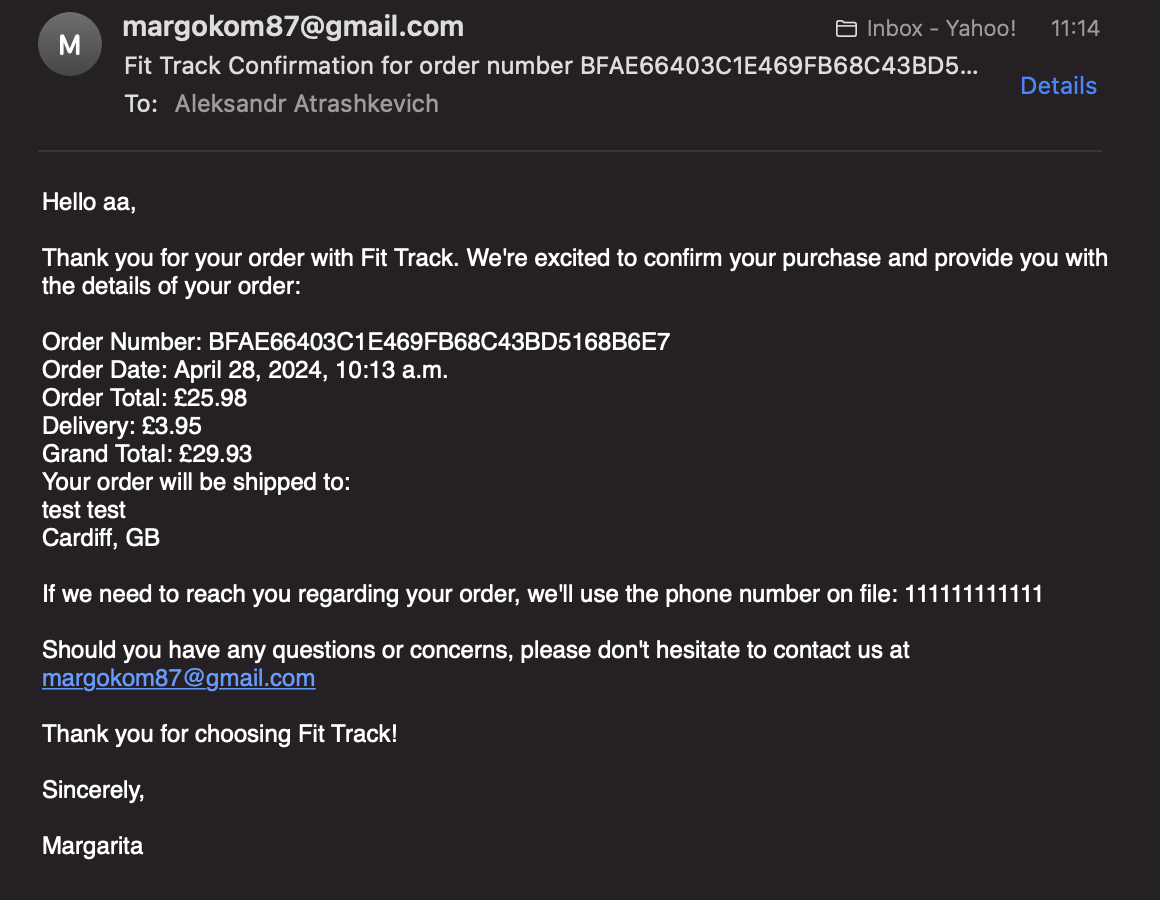 M
margokom87@gmail.com
Inbox - Yahoo! 11:14
Fit Track Confirmation for order number BFAE66403C1E469FB68C43BD5...
Details
To: Aleksandr Atrashkevich
Hello aa,
Thank you for your order with Fit Track. We're excited to confirm your purchase and provide you with
the details of your order:
Order Number: BFAE66403C1E469FB68C43BD5168B6E7
Order Date: April 28, 2024, 10:13 a.m.
Order Total: £25.98
Delivery: £3.95
Grand Total: £29.93
Your order will be shipped to:
test test
Cardiff, GB
If we need to reach you regarding your order, we'll use the phone number on file: 111111111111
Should you have any questions or concerns, please don't hesitate to contact us at
margokom87@gmail.com
Thank you for choosing Fit Track!
Sincerely,
Margarita